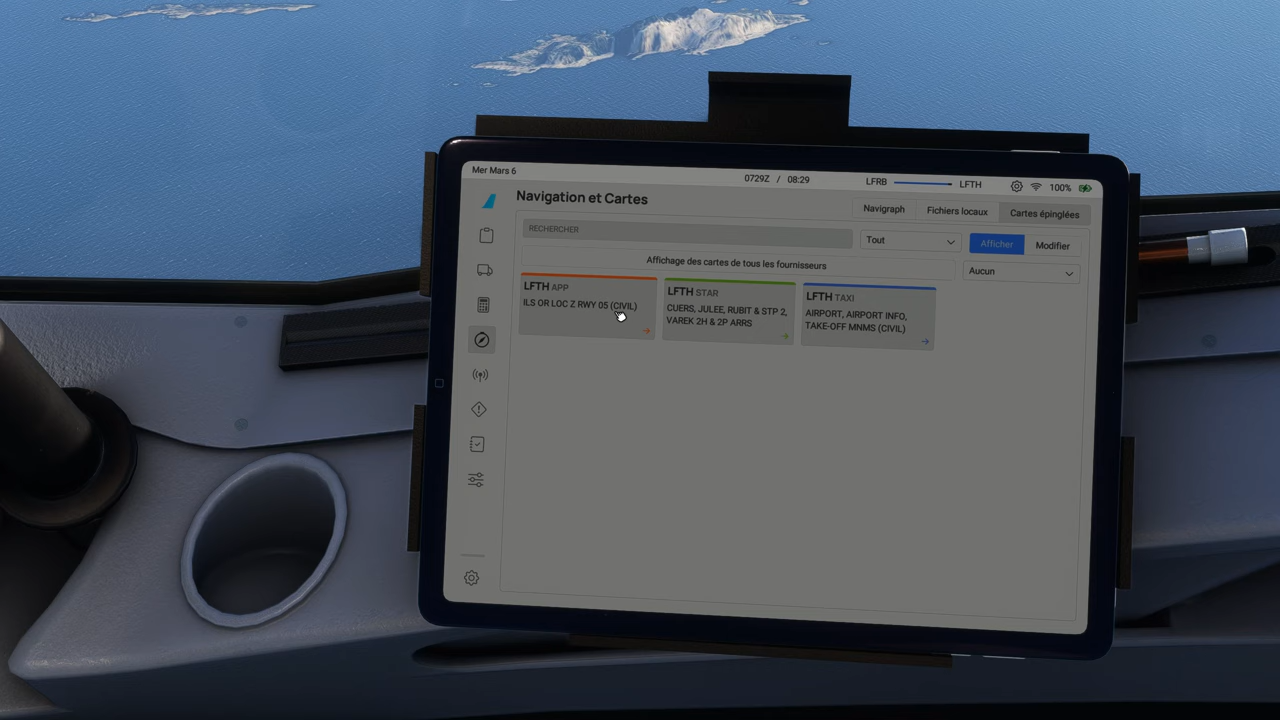 Mer Mars 6
0729Z / 08:29
LFRB LFTH
100%
Navigation et Cartes
Navigraph
Fichiers locaux
Cartes épinglées
RECHERCHER
Tout
Afficher
Modifier
Affichage des cartes de tous les fournisseurs
Aucun
LFTH APP
ILS OR LOC Z RWY 05 (CIVIL)
LFTH STAR
CUERS, JULEE, RUBIT & STP 2,
VAREK 2H & 2P ARRS
LFTH TAXI
AIRPORT, AIRPORT INFO,
TAKE-OFF MNMS (CIVIL)